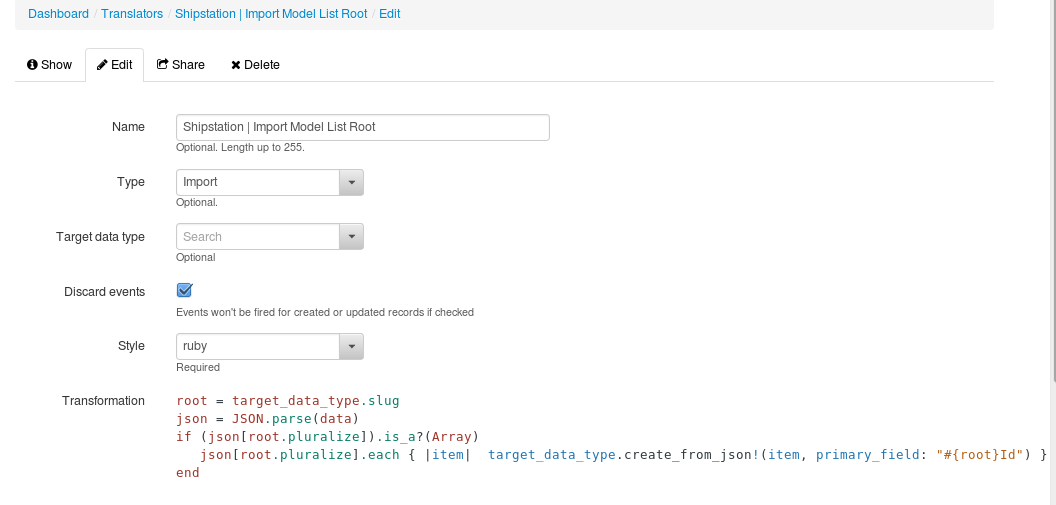 Dashboard / Translators / Shipstation | Import Model List Root / Edit
Show Edit Share Delete
Name Shipstation | Import Model List Root
Optional. Length up to 255.
Type Import
Optional.
Target data type Search
Optional
Discard events
Events won't be fired for created or updated records if checked
Style ruby
Required
Transformation root = target_data_type.slug
json = JSON.parse(data)
if (json[root.pluralize]).is_a?(Array)
   json[root.pluralize].each { |item|  target_data_type.create_from_json!(item, primary_field: "#{root}Id") }
end